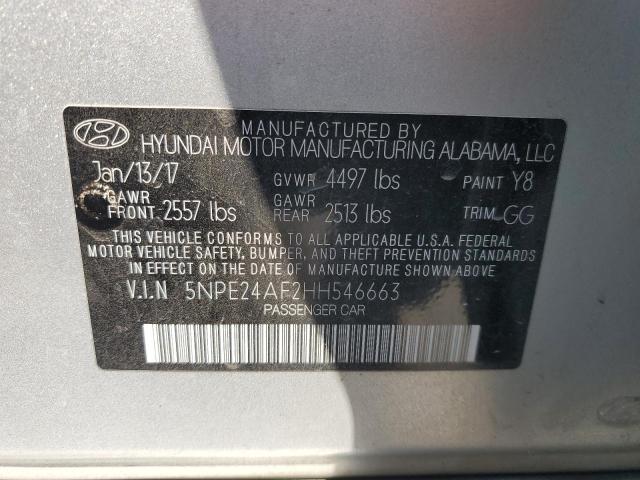 MANUFACTURED BY
HYUNDAI MOTOR MANUFACTURING ALABAMA, LLC
Jan/13/17 GVWR 4497 lbs PAINT Y8
GAWR FRONT 2557 lbs GAWR REAR 2513 lbs TRIM GG
THIS VEHICLE CONFORMS TO ALL APPLICABLE U.S.A. FEDERAL
MOTOR VEHICLE SAFETY, BUMPER, AND THEFT PREVENTION STANDARDS
IN EFFECT ON THE DATE OF MANUFACTURE SHOWN ABOVE.
V.I.N 5NPE24AF2HH546663
PASSENGER CAR